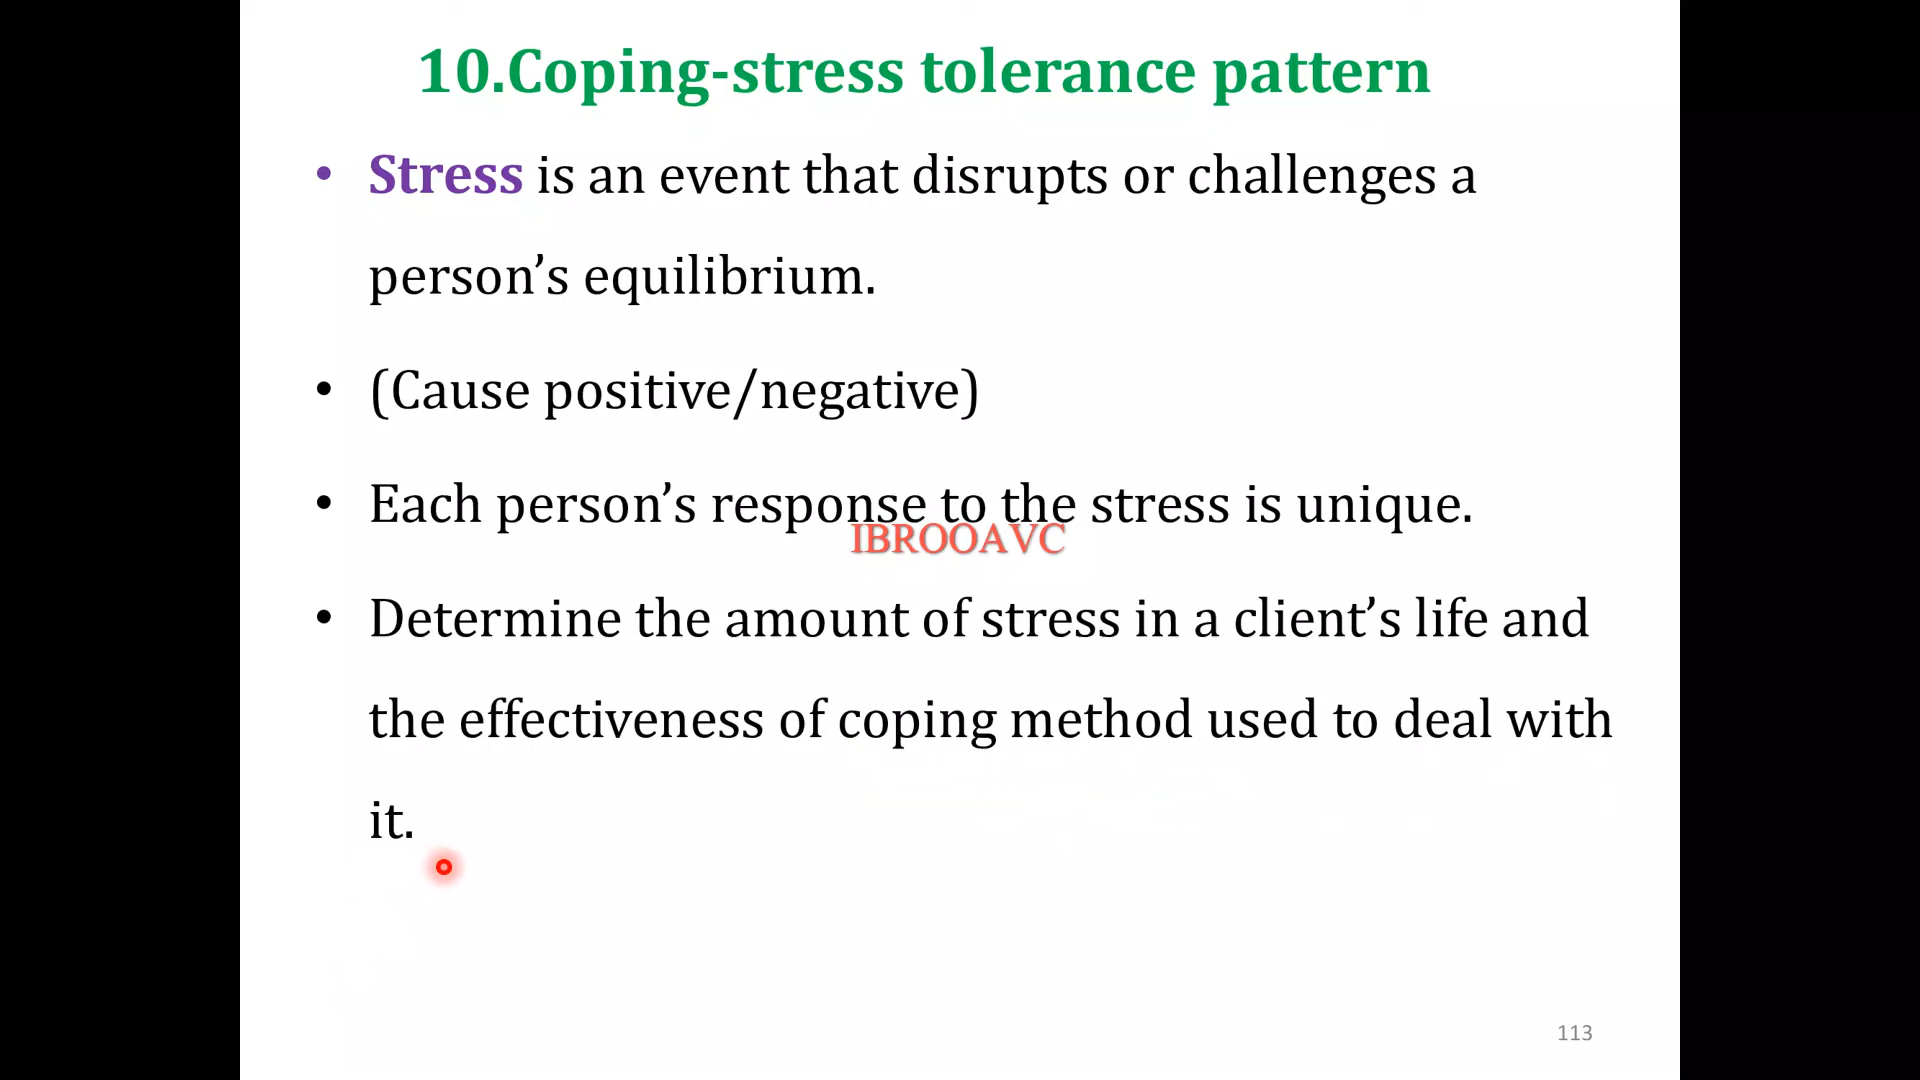 10.Coping-stress tolerance pattern
• Stress is an event that disrupts or challenges a
person’s equilibrium.
• (Cause positive/negative)
• Each person’s response to the stress is unique.
IBROOAVC
• Determine the amount of stress in a client’s life and
the effectiveness of coping method used to deal with
it.
113